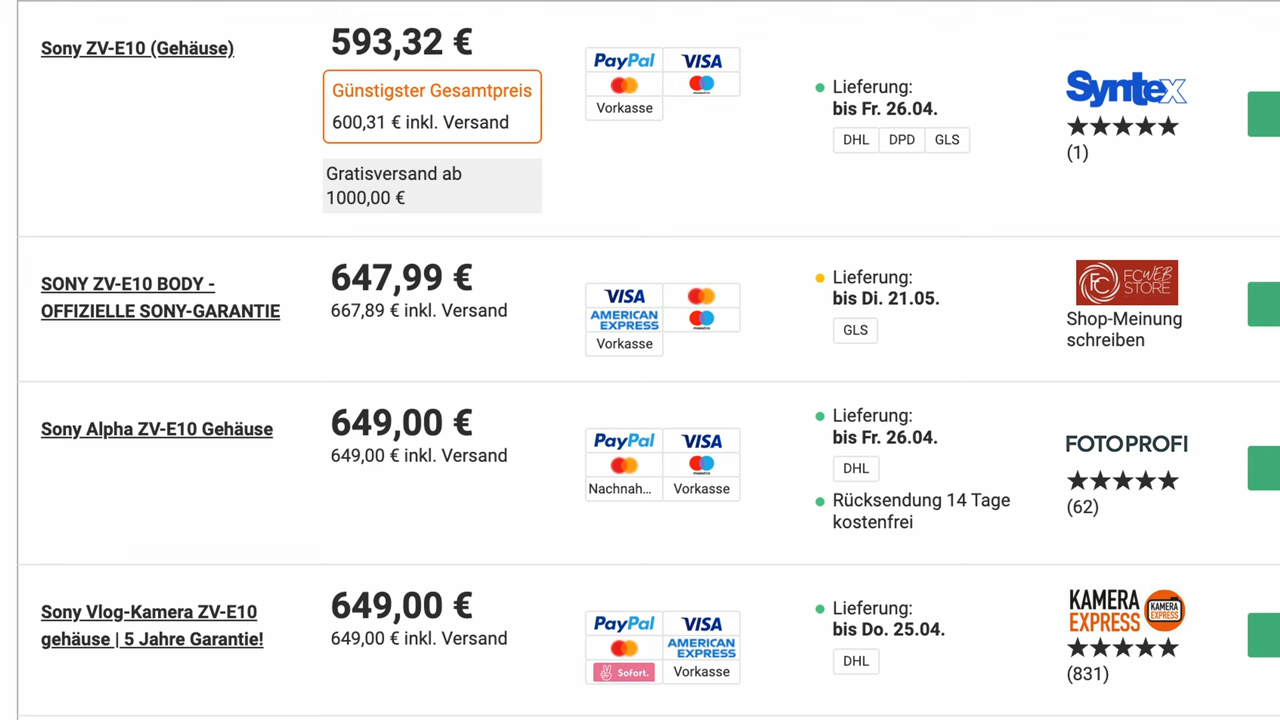 Sony ZV-E10 (Gehäuse)
593,32 €
Günstigster Gesamtpreis
600,31 € inkl. Versand
Gratisversand ab
1000,00 €
PayPal VISA
maestro
Vorkasse
Lieferung:
bis Fr. 26.04.
DHL DPD GLS
Syntex
★★★★★
(1)
SONY ZV-E10 BODY -
OFFIZIELLE SONY-GARANTIE
647,99 €
667,89 € inkl. Versand
VISA
AMERICAN
EXPRESS
maestro
Vorkasse
Lieferung:
bis Di. 21.05.
GLS
FC WEB
STORE
Shop-Meinung
schreiben
Sony Alpha ZV-E10 Gehäuse
649,00 €
649,00 € inkl. Versand
PayPal VISA
maestro
Nachnah... Vorkasse
Lieferung:
bis Fr. 26.04.
DHL
Rücksendung 14 Tage
kostenfrei
FOTOPROFI
★★★★★
(62)
Sony Vlog-Kamera ZV-E10
gehäuse | 5 Jahre Garantie!
649,00 €
649,00 € inkl. Versand
PayPal VISA
AMERICAN
EXPRESS
Sofort. Vorkasse
Lieferung:
bis Do. 25.04.
DHL
KAMERA
EXPRESS
KAMERA
EXPRESS
★★★★★
(831)